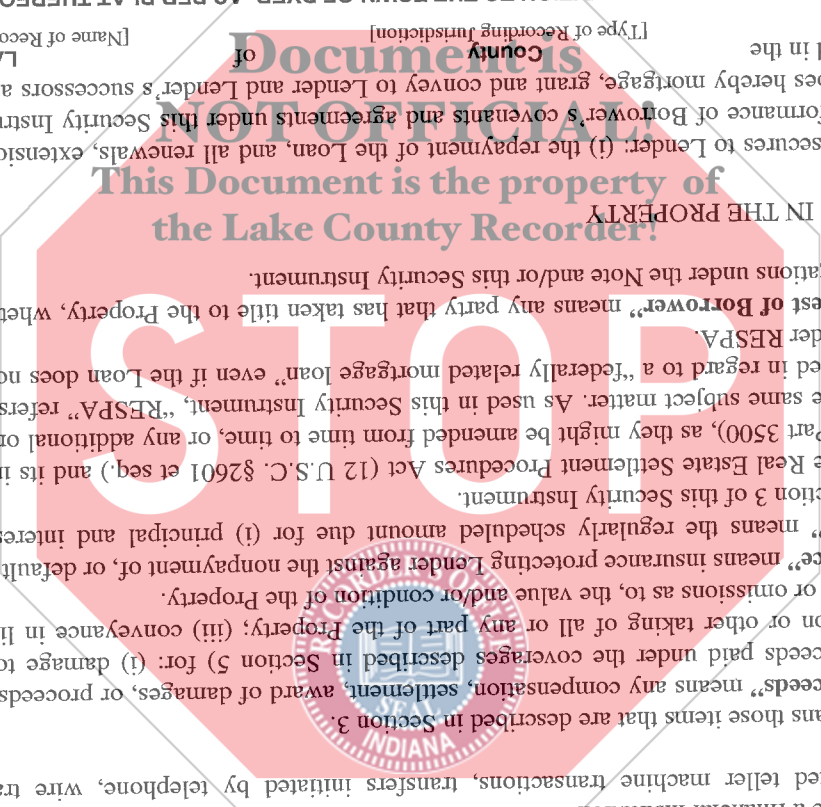 ted teller machine transactions, transfers initiated by telephone, wire tra
ans those items that are described in Section 3.
ceeds” means any compensation, settlement, award of damages, or proceeds
ceeds paid under the coverages described in Section 5) for: (i) damage to
on or other taking of all or any part of the Property; (iii) conveyance in li
or omissions as to, the value and/or condition of the Property.
ce” means insurance protecting Lender against the nonpayment of, or default
” means the regularly scheduled amount due for (i) principal and interes
ction 3 of this Security Instrument.
e Real Estate Settlement Procedures Act (12 U.S.C. §2601 et seq.) and its i
Part 3500), as they might be amended from time to time, or any additional or
e same subject matter. As used in this Security Instrument, “RESPA” refers
ed in regard to a “federally related mortgage loan” even if the Loan does no
der RESPA.
est of Borrower” means any party that has taken title to the Property, whet
gations under the Note and/or this Security Instrument.
IN THE PROPERTY
secures to Lender: (i) the repayment of the Loan, and all renewals, extensio
formance of Borrower’s covenants and agreements under this Security Instru
oes hereby mortgage, grant and convey to Lender and Lender’s successors a
d in the County of LA
[Type of Recording Jurisdiction] [Name of Reco
Document is
NOT OFFICIAL!
This Document is the property of
the Lake County Recorder!
STOP
SEAL
INDIANA